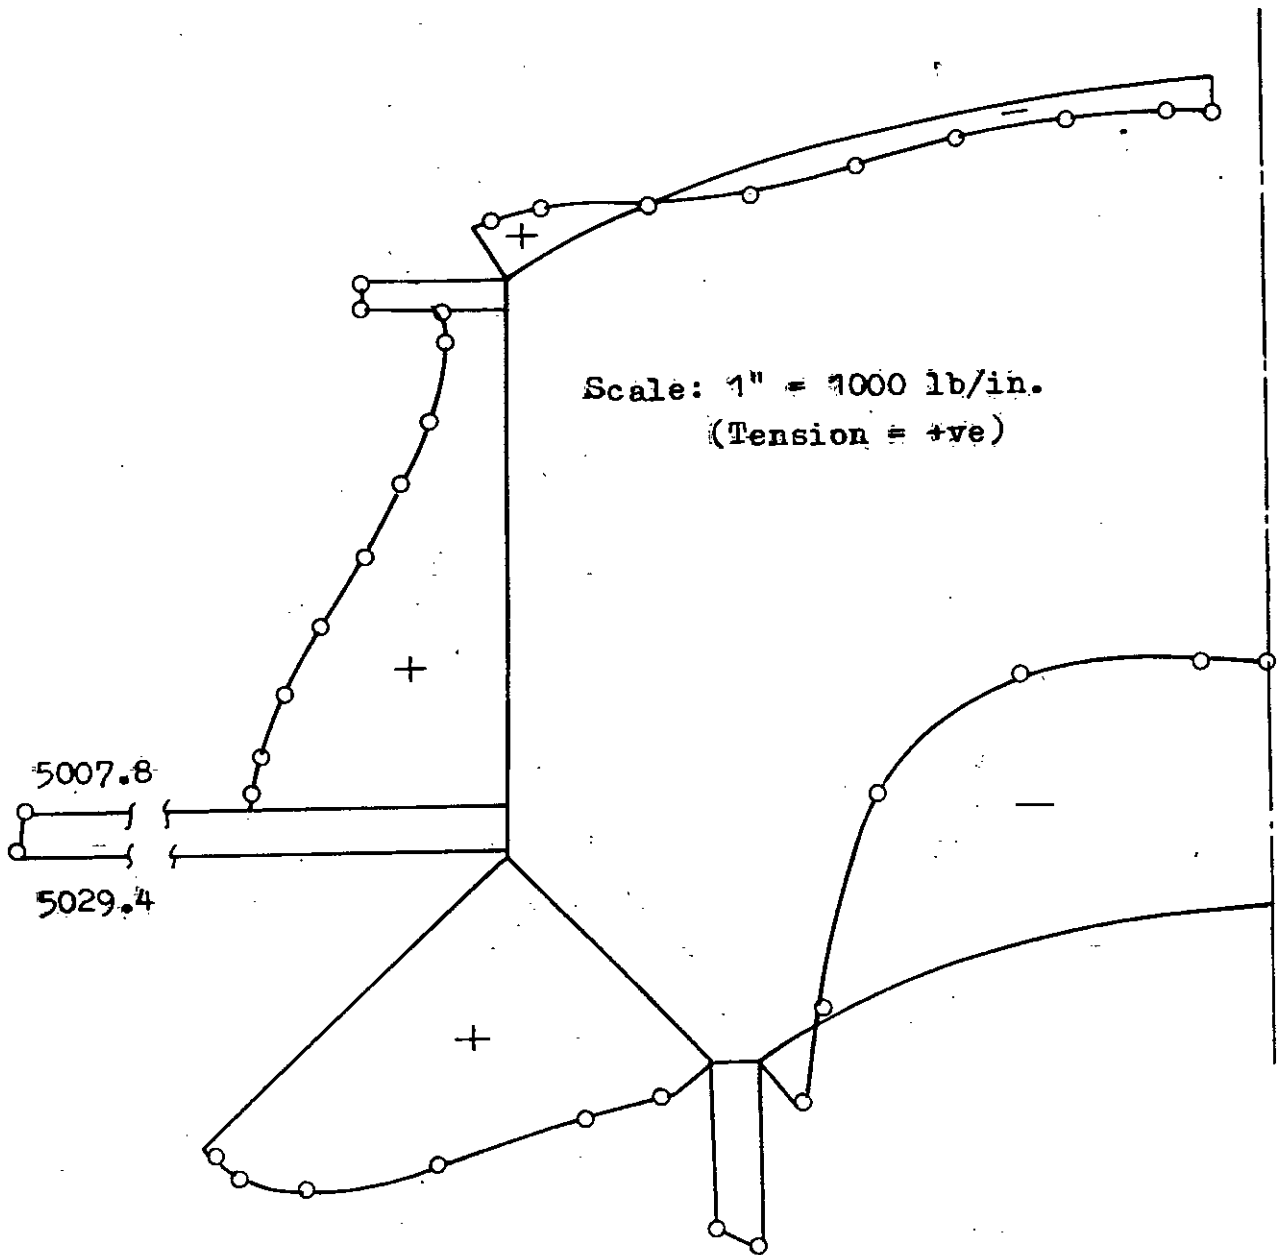 Scale: 1" = 1000 lb/in.
(Tension = +ve)
5007.8
5029.4